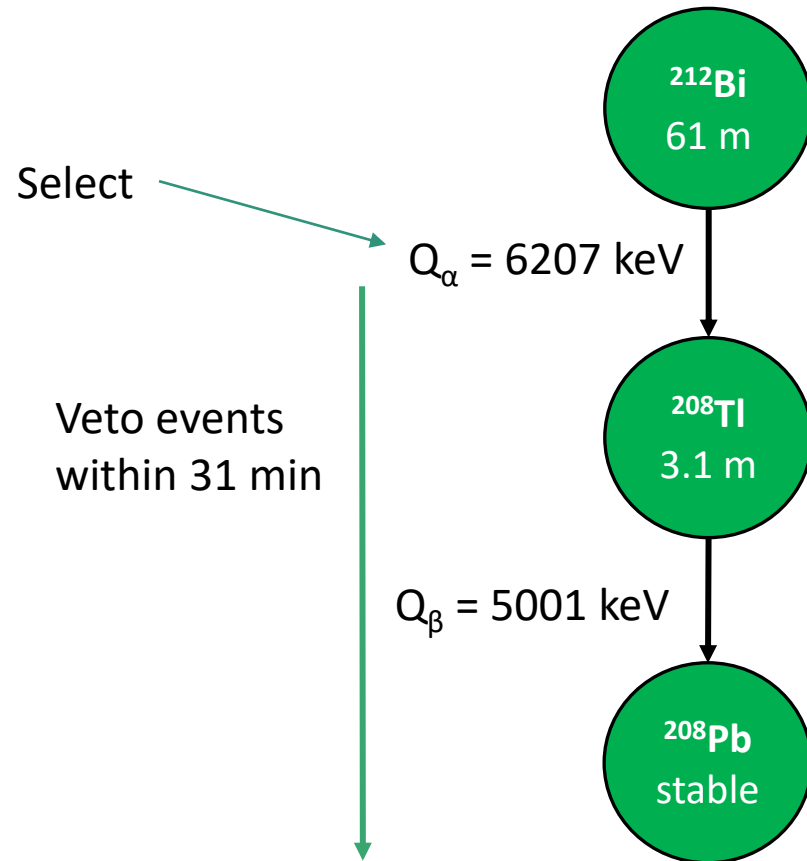 ²¹²Bi
61 m
Select
Qα = 6207 keV
²⁰⁸Tl
3.1 m
Veto events
within 31 min
Qβ = 5001 keV
²⁰⁸Pb
stable